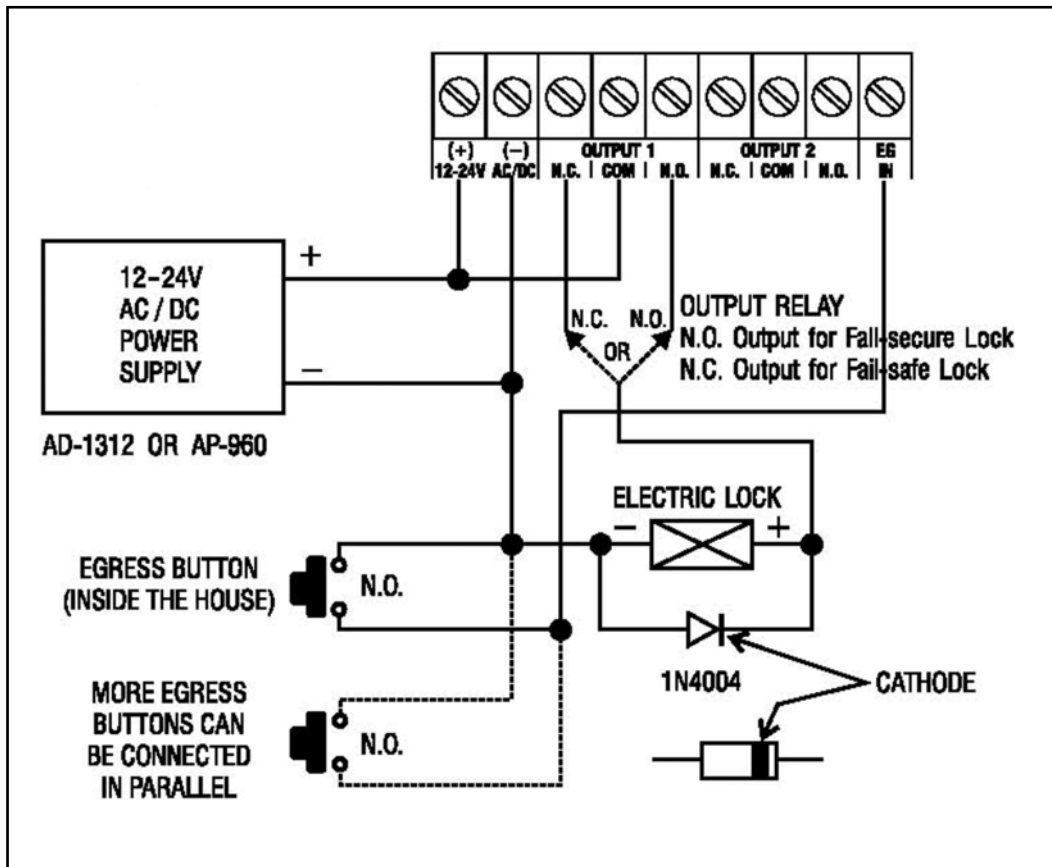 (+) (-) OUTPUT 1 OUTPUT 2 EG
12-24V AC/DC N.C. COM N.O. N.C. COM N.O. IN
12-24V
AC / DC
POWER
SUPPLY
+
-
AD-1312 OR AP-960
N.C. N.O.
OR
OUTPUT RELAY
N.O. Output for Fail-secure Lock
N.C. Output for Fail-safe Lock
ELECTRIC LOCK
- +
EGRESS BUTTON
(INSIDE THE HOUSE)
N.O.
1N4004
CATHODE
MORE EGRESS
BUTTONS CAN
BE CONNECTED
IN PARALLEL
N.O.